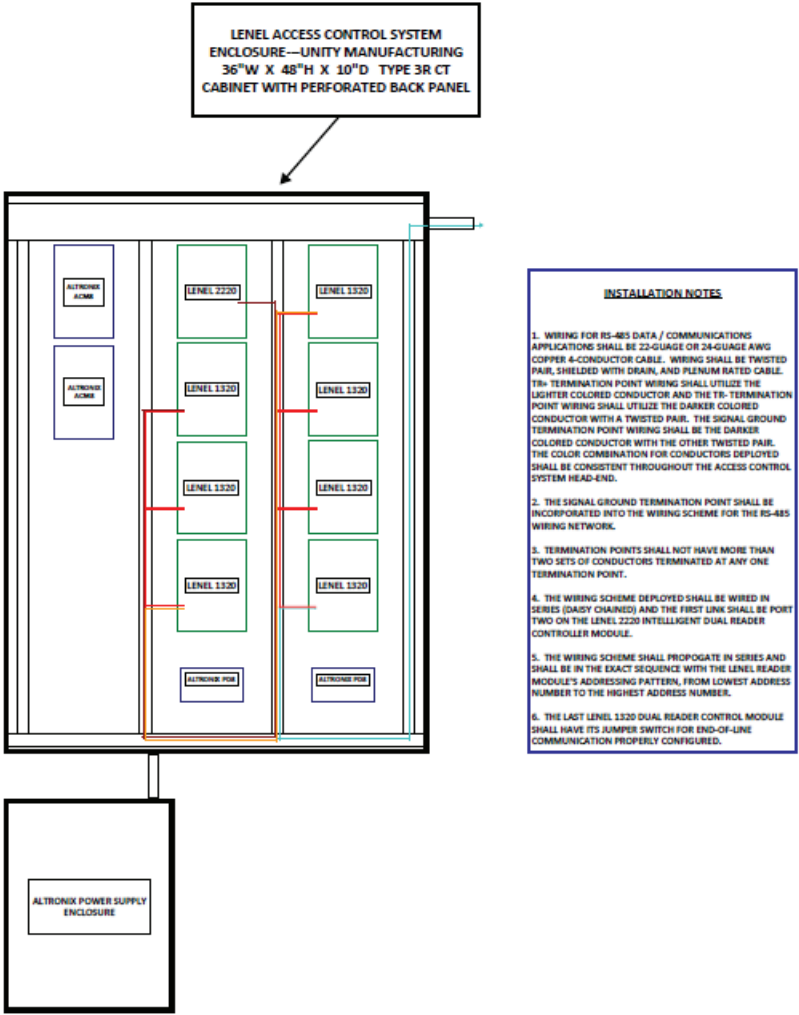 LENEL ACCESS CONTROL SYSTEM
ENCLOSURE---UNITY MANUFACTURING
36"W X 48"H X 10"D TYPE 3R CT
CABINET WITH PERFORATED BACK PANEL
ALTRONIX
ACM8
LENEL 2220
LENEL 1320
ALTRONIX
ACM8
LENEL 1320
LENEL 1320
LENEL 1320
LENEL 1320
LENEL 1320
LENEL 1320
ALTRONIX PDB
ALTRONIX PDB
ALTRONIX POWER SUPPLY
ENCLOSURE
INSTALLATION NOTES
1. WIRING FOR RS-485 DATA / COMMUNICATIONS
APPLICATIONS SHALL BE 22-GUAGE OR 24-GUAGE AWG
COPPER 4-CONDUCTOR CABLE. WIRING SHALL BE TWISTED
PAIR, SHIELDED WITH DRAIN, AND PLENUM RATED CABLE.
TR+ TERMINATION POINT WIRING SHALL UTILIZE THE
LIGHTER COLORED CONDUCTOR AND THE TR- TERMINATION
POINT WIRING SHALL UTILIZE THE DARKER COLORED
CONDUCTOR WITH A TWISTED PAIR. THE SIGNAL GROUND
TERMINATION POINT WIRING SHALL BE THE DARKER
COLORED CONDUCTOR WITH THE OTHER TWISTED PAIR.
THE COLOR COMBINATION FOR CONDUCTORS DEPLOYED
SHALL BE CONSISTENT THROUGHOUT THE ACCESS CONTROL
SYSTEM HEAD-END.
2. THE SIGNAL GROUND TERMINATION POINT SHALL BE
INCORPORATED INTO THE WIRING SCHEME FOR THE RS-485
WIRING NETWORK.
3. TERMINATION POINTS SHALL NOT HAVE MORE THAN
TWO SETS OF CONDUCTORS TERMINATED AT ANY ONE
TERMINATION POINT.
4. THE WIRING SCHEME DEPLOYED SHALL BE WIRED IN
SERIES (DAISY CHAINED) AND THE FIRST LINK SHALL BE PORT
TWO ON THE LENEL 2220 INTELLLIGENT DUAL READER
CONTROLLER MODULE.
5. THE WIRING SCHEME SHALL PROPOGATE IN SERIES AND
SHALL BE IN THE EXACT SEQUENCE WITH THE LENEL READER
MODULE'S ADDRESSING PATTERN, FROM LOWEST ADDRESS
NUMBER TO THE HIGHEST ADDRESS NUMBER.
6. THE LAST LENEL 1320 DUAL READER CONTROL MODULE
SHALL HAVE ITS JUMPER SWITCH FOR END-OF-LINE
COMMUNICATION PROPERLY CONFIGURED.